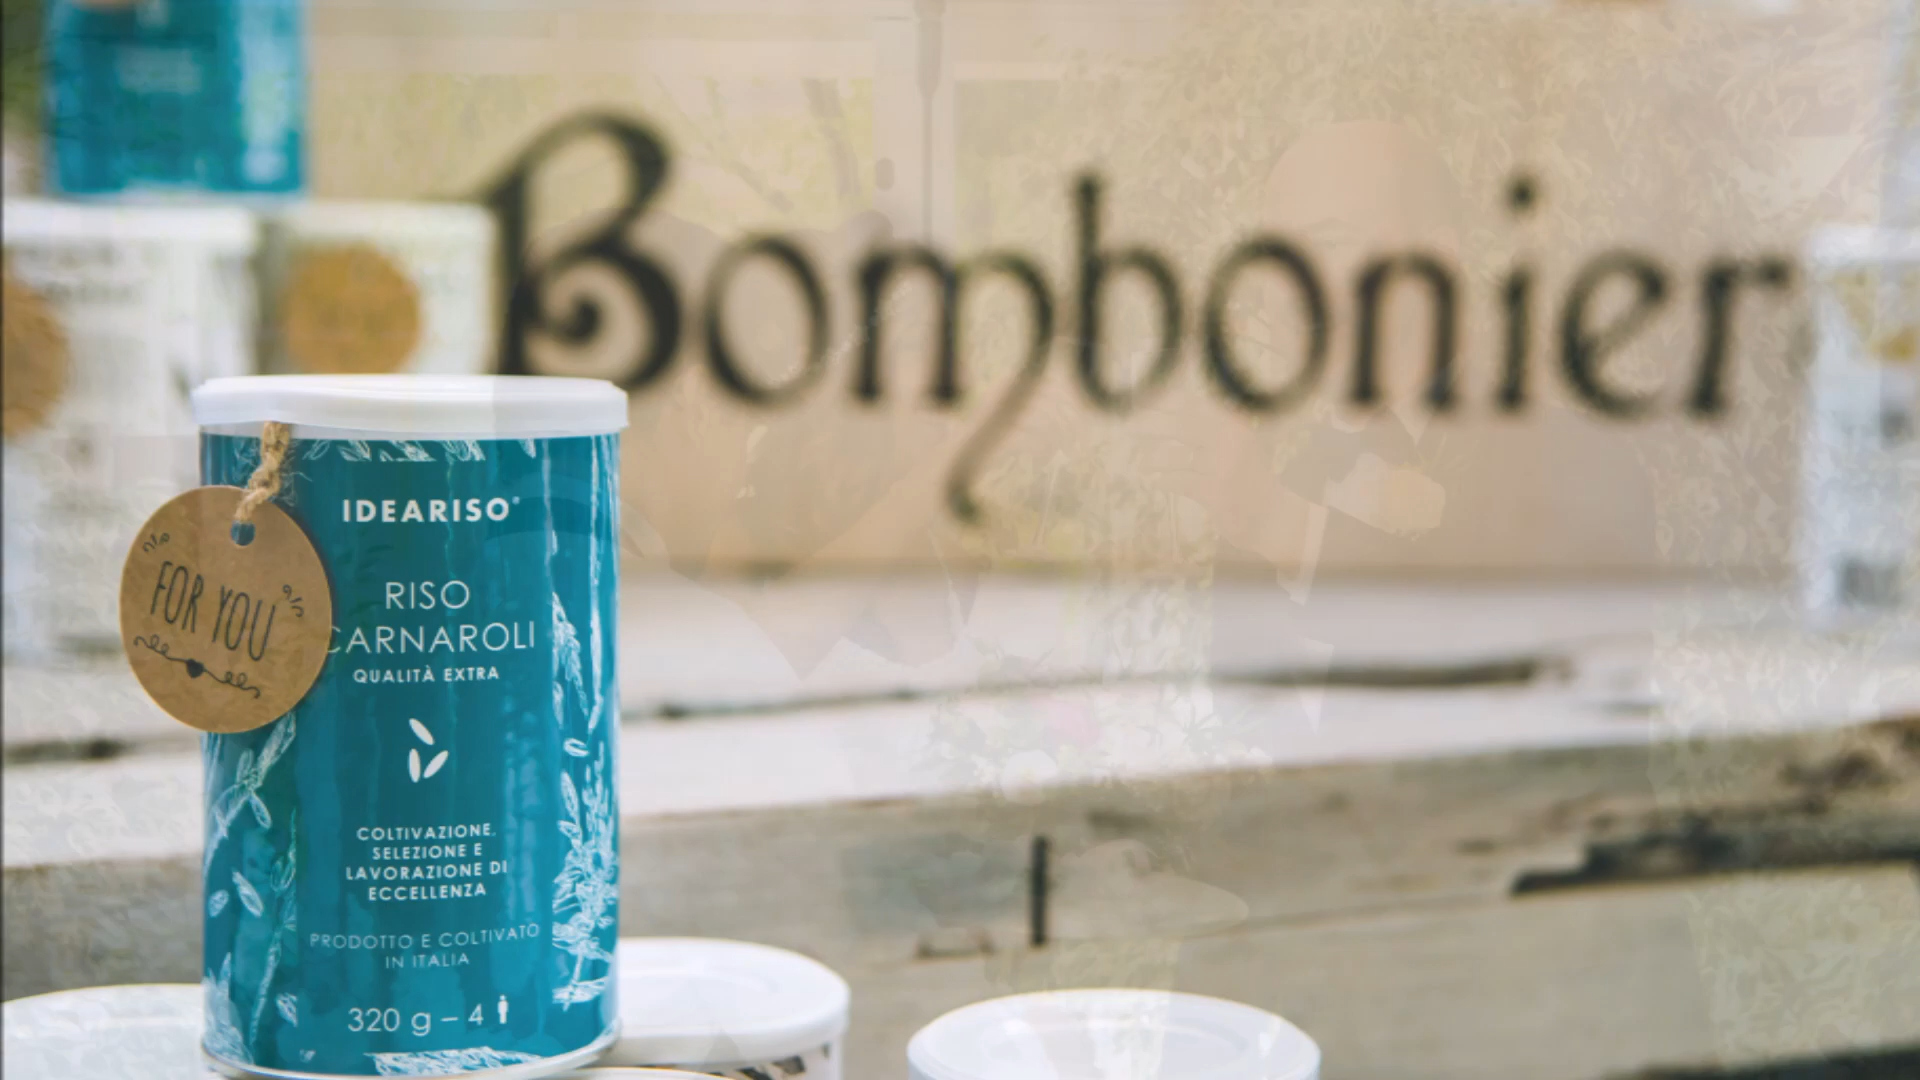 Bombonier
IDEARISO®
FOR YOU
RISO
CARNAROLI
QUALITÀ EXTRA
COLTIVAZIONE,
SELEZIONE E
LAVORAZIONE DI
ECCELLENZA
PRODOTTO E COLTIVATO
IN ITALIA
320 g – 4